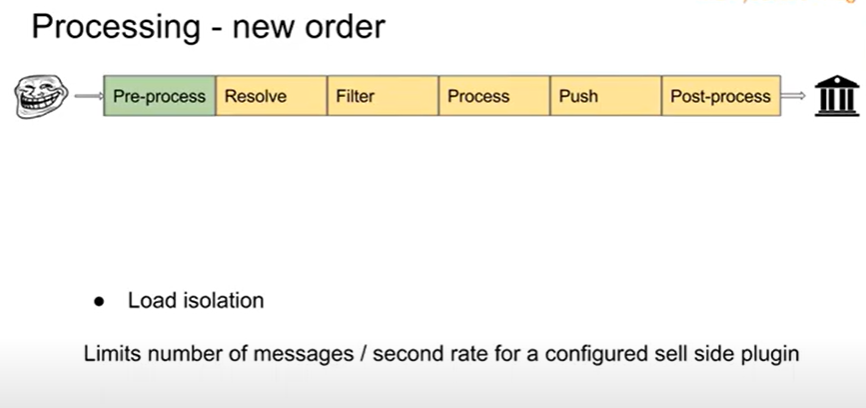 Processing - new order
Pre-process Resolve Filter Process Push Post-process
● Load isolation
Limits number of messages / second rate for a configured sell side plugin